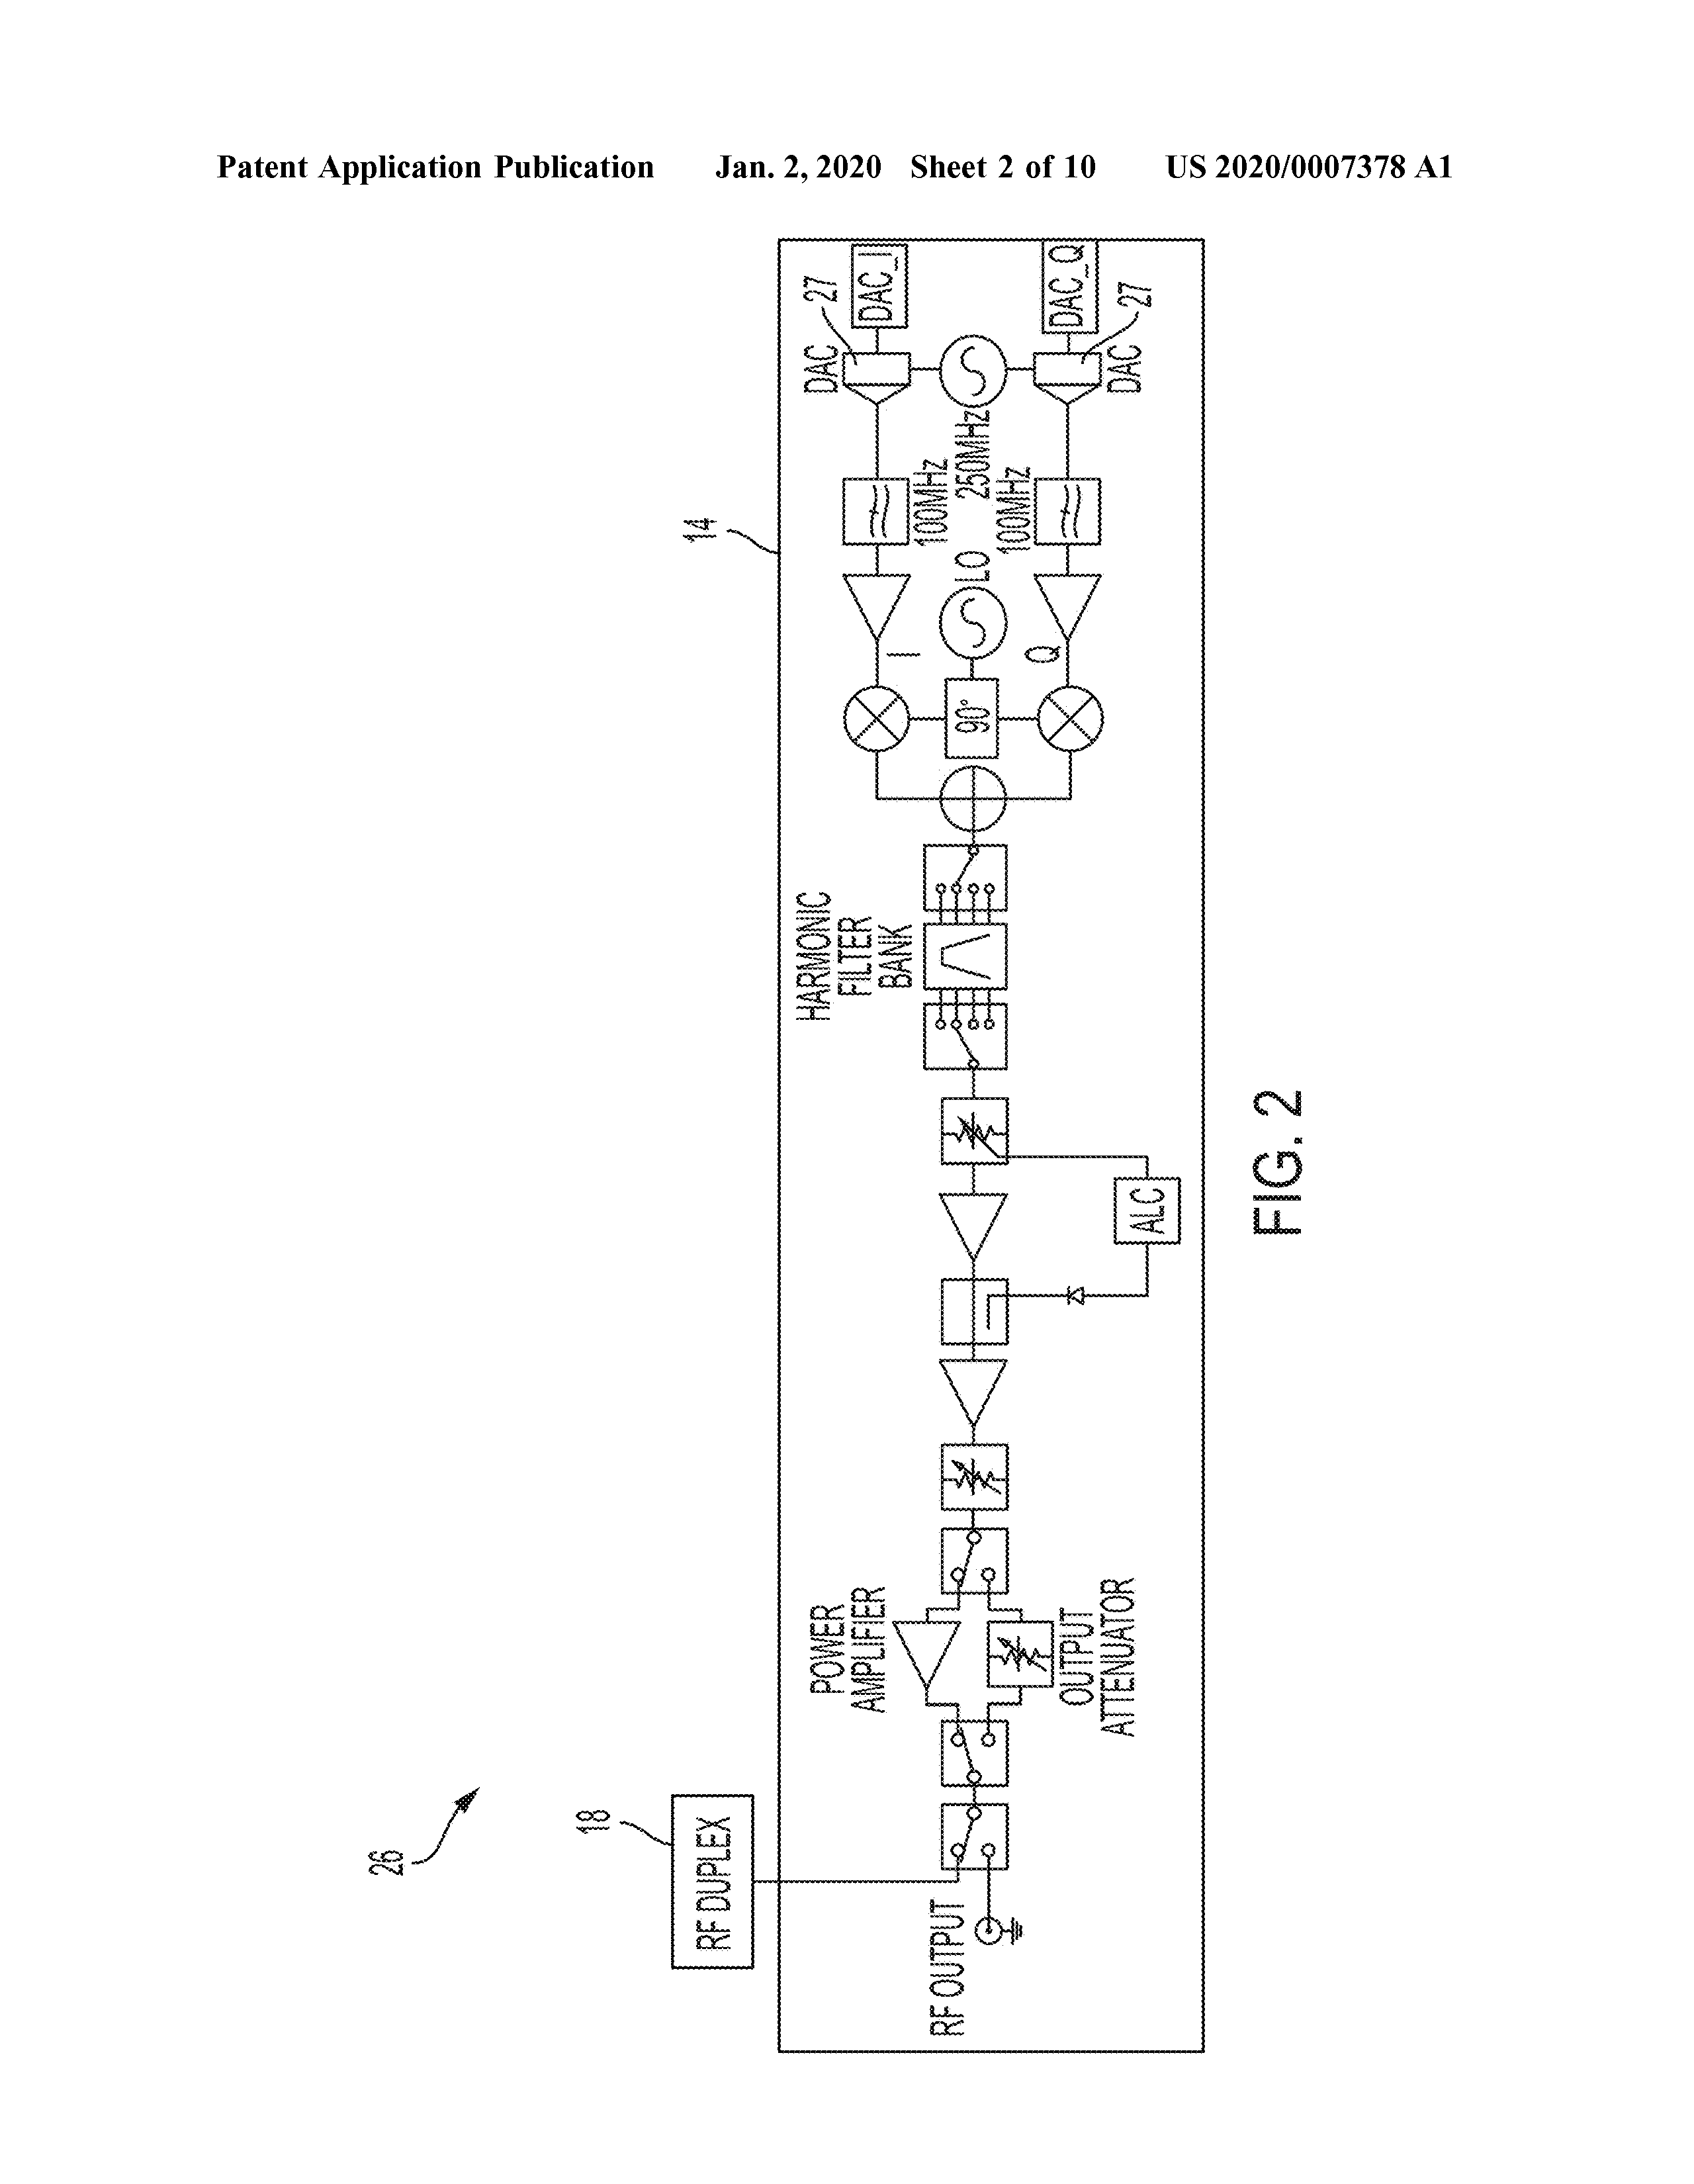 Patent Application Publication Jan. 2, 2020 Sheet 2 of 10 US 2020/0007378 A1
26
18
RF DUPLEX
RF OUTPUT
POWER
AMPLIFIER
OUTPUT
ATTENUATOR
ALC
HARMONIC
FILTER
BANK
14
90°
I
Q
LO
100MHz
250MHz
100MHz
DAC
27
DAC_I
DAC
27
DAC_Q
FIG. 2